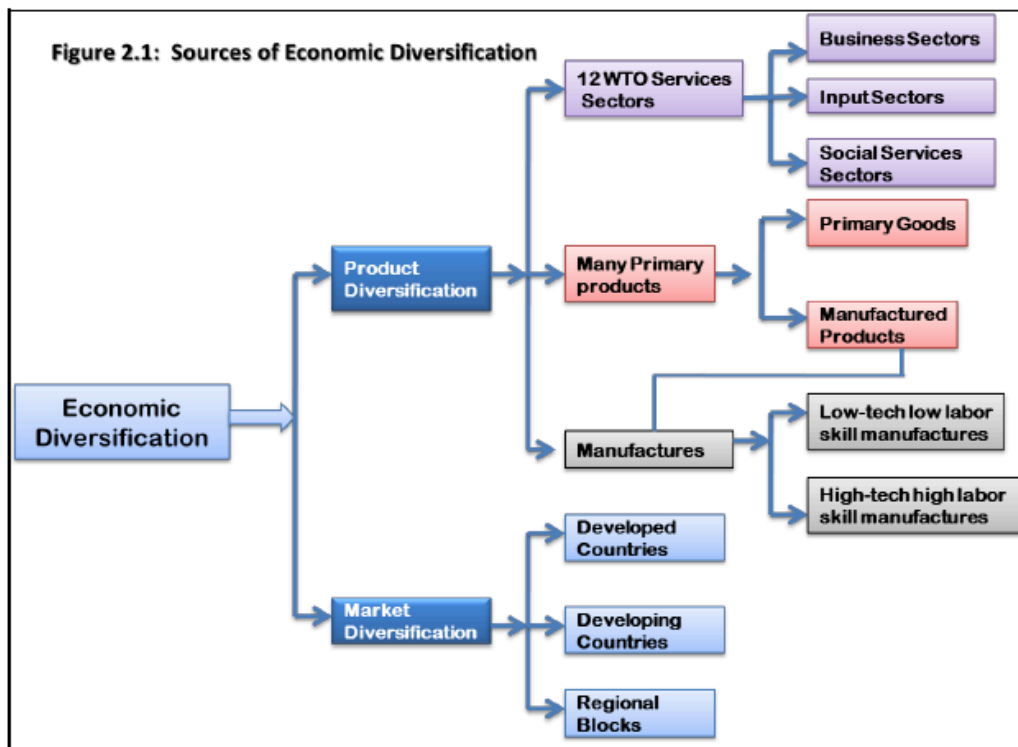 Figure 2.1: Sources of Economic Diversification
Business Sectors
12 WTO Services
Sectors
Input Sectors
Social Services
Sectors
Primary Goods
Product
Diversification
Many Primary
products
Manufactured
Products
Economic
Diversification
Manufactures
Low-tech low labor
skill manufactures
High-tech high labor
skill manufactures
Developed
Countries
Market
Diversification
Developing
Countries
Regional
Blocks